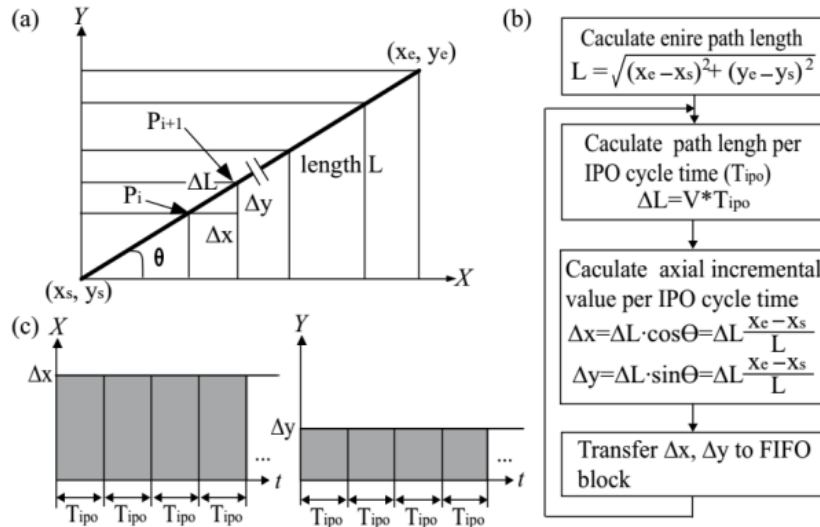 (a)
Y
(xₑ, yₑ)
Pᵢ₊₁
length L
ΔL
Pᵢ
Δy
Δx
θ
(xₛ, yₛ)
X
(b)
Caculate enire path length
L = √(xₑ – xₛ)² + (yₑ – yₛ)²
Caculate path lengh per
IPO cycle time (Tᵢₚₒ)
ΔL=V*Tᵢₚₒ
Caculate axial incremental
value per IPO cycle time
Δx=ΔL·cosΘ=ΔL (xₑ – xₛ)/L
Δy=ΔL·sinΘ=ΔL (xₑ – xₛ)/L
Transfer Δx, Δy to FIFO
block
(c)
X
Δx
...
t
Tᵢₚₒ Tᵢₚₒ Tᵢₚₒ Tᵢₚₒ
Y
Δy
...
t
Tᵢₚₒ Tᵢₚₒ Tᵢₚₒ Tᵢₚₒ